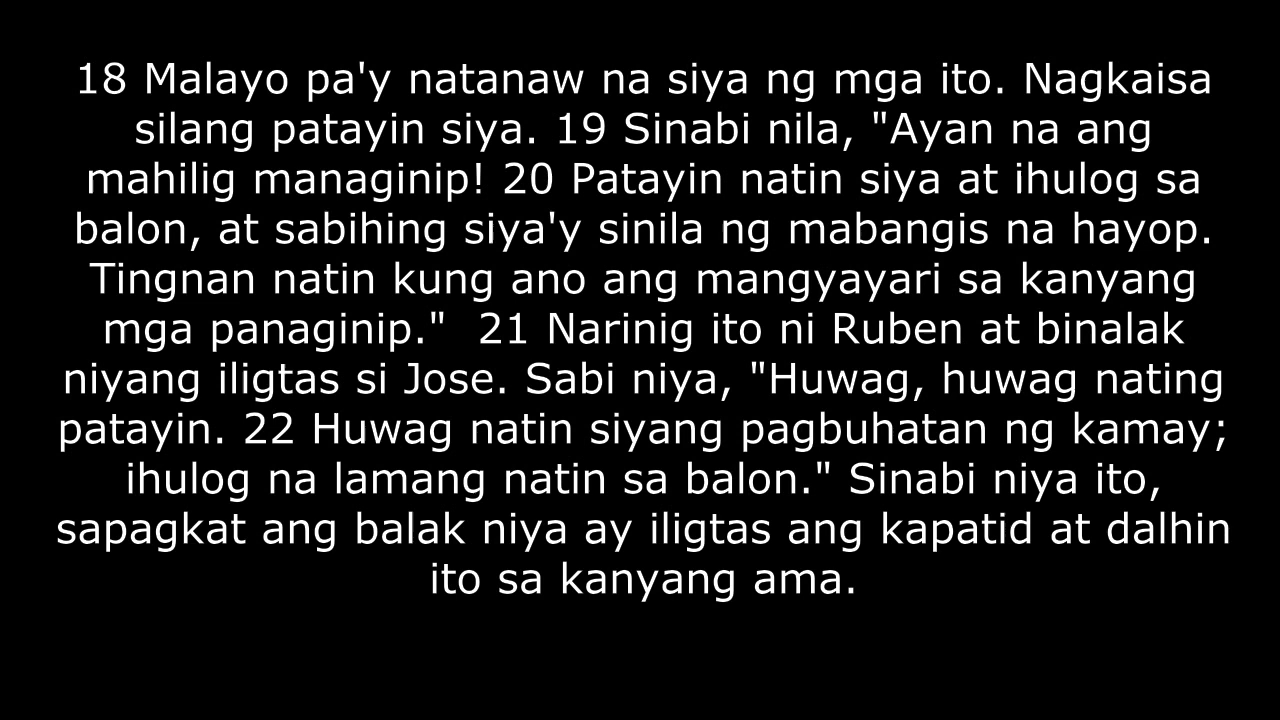 18 Malayo pa'y natanaw na siya ng mga ito. Nagkaisa
silang patayin siya. 19 Sinabi nila, "Ayan na ang
mahilig managinip! 20 Patayin natin siya at ihulog sa
balon, at sabihing siya'y sinila ng mabangis na hayop.
Tingnan natin kung ano ang mangyayari sa kanyang
mga panaginip."  21 Narinig ito ni Ruben at binalak
niyang iligtas si Jose. Sabi niya, "Huwag, huwag nating
patayin. 22 Huwag natin siyang pagbuhatan ng kamay;
ihulog na lamang natin sa balon." Sinabi niya ito,
sapagkat ang balak niya ay iligtas ang kapatid at dalhin
ito sa kanyang ama.